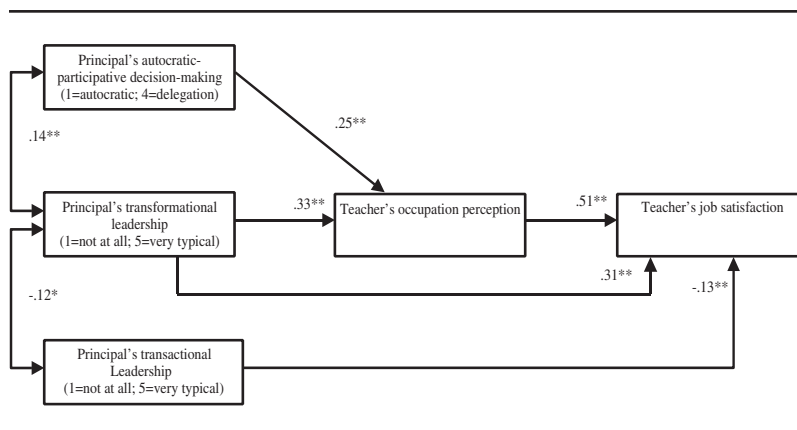 Principal's autocratic-
participative decision-making
(1=autocratic; 4=delegation)
.25**
.14**
Principal's transformational
leadership
(1=not at all; 5=very typical)
.33**
Teacher's occupation perception
.51**
Teacher's job satisfaction
.31**
-.13**
-.12*
Principal's transactional
Leadership
(1=not at all; 5=very typical)